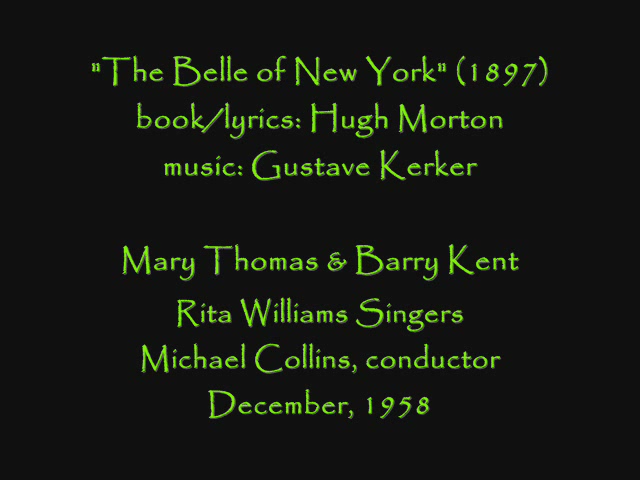 "The Belle of New York" (1897)
book/lyrics: Hugh Morton
music: Gustave Kerker
Mary Thomas & Barry Kent
Rita Williams Singers
Michael Collins, conductor
December, 1958